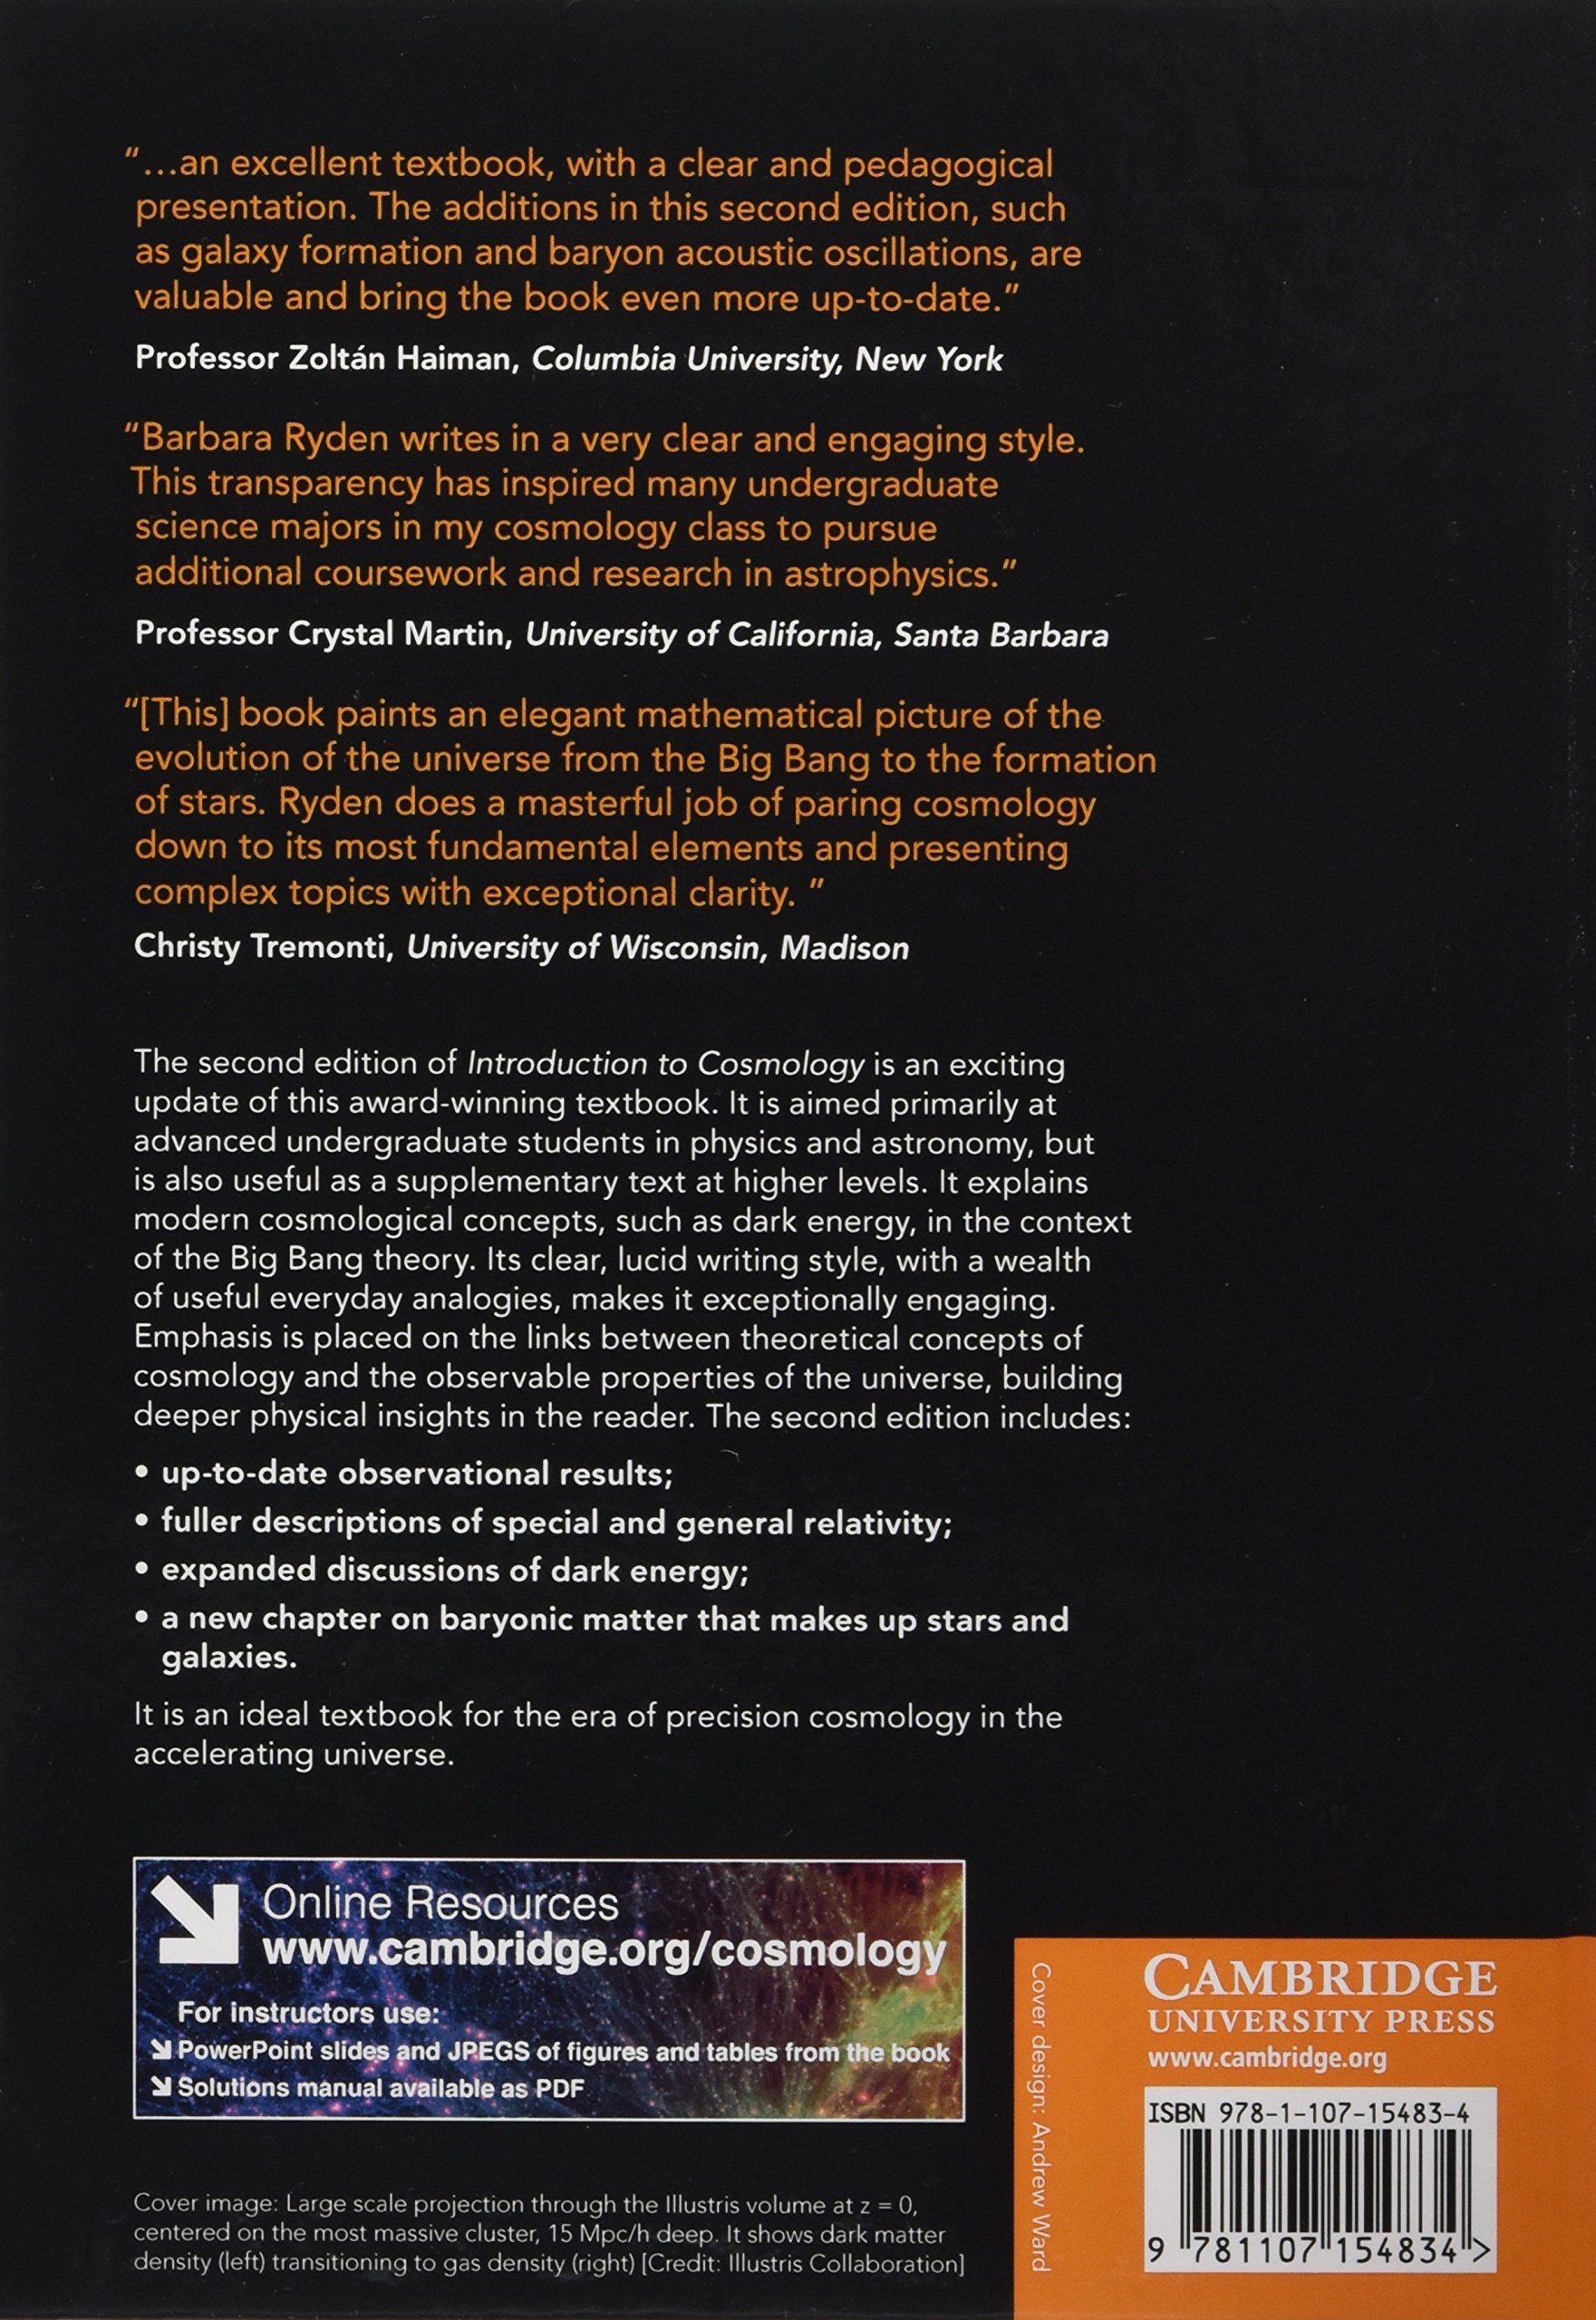 “...an excellent textbook, with a clear and pedagogical
presentation. The additions in this second edition, such
as galaxy formation and baryon acoustic oscillations, are
valuable and bring the book even more up-to-date.”
Professor Zoltán Haiman, Columbia University, New York
“Barbara Ryden writes in a very clear and engaging style.
This transparency has inspired many undergraduate
science majors in my cosmology class to pursue
additional coursework and research in astrophysics.”
Professor Crystal Martin, University of California, Santa Barbara
“[This] book paints an elegant mathematical picture of the
evolution of the universe from the Big Bang to the formation
of stars. Ryden does a masterful job of paring cosmology
down to its most fundamental elements and presenting
complex topics with exceptional clarity. ”
Christy Tremonti, University of Wisconsin, Madison
The second edition of Introduction to Cosmology is an exciting
update of this award-winning textbook. It is aimed primarily at
advanced undergraduate students in physics and astronomy, but
is also useful as a supplementary text at higher levels. It explains
modern cosmological concepts, such as dark energy, in the context
of the Big Bang theory. Its clear, lucid writing style, with a wealth
of useful everyday analogies, makes it exceptionally engaging.
Emphasis is placed on the links between theoretical concepts of
cosmology and the observable properties of the universe, building
deeper physical insights in the reader. The second edition includes:
• up-to-date observational results;
• fuller descriptions of special and general relativity;
• expanded discussions of dark energy;
• a new chapter on baryonic matter that makes up stars and
galaxies.
It is an ideal textbook for the era of precision cosmology in the
accelerating universe.
Online Resources
www.cambridge.org/cosmology
For instructors use:
PowerPoint slides and JPEGS of figures and tables from the book
Solutions manual available as PDF
Cover image: Large scale projection through the Illustris volume at z = 0,
centered on the most massive cluster, 15 Mpc/h deep. It shows dark matter
density (left) transitioning to gas density (right) [Credit: Illustris Collaboration]
Cover design: Andrew Ward
CAMBRIDGE
UNIVERSITY PRESS
www.cambridge.org
ISBN 978-1-107-15483-4
9 781107 154834 >